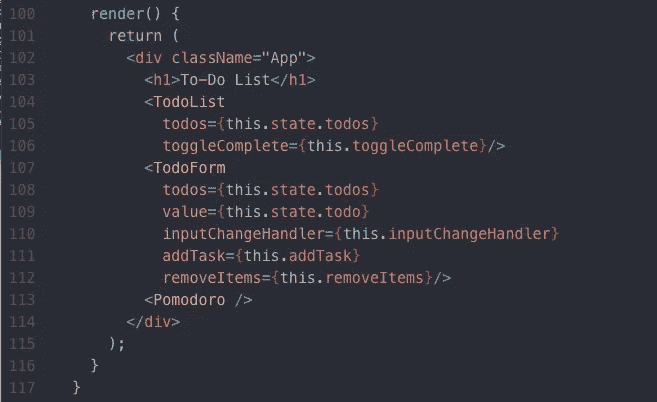 100 render() {
101 return (
102 <div className="App">
103 <h1>To-Do List</h1>
104 <TodoList
105 todos={this.state.todos}
106 toggleComplete={this.toggleComplete}/>
107 <TodoForm
108 todos={this.state.todos}
109 value={this.state.todo}
110 inputChangeHandler={this.inputChangeHandler}
111 addTask={this.addTask}
112 removeItems={this.removeItems}/>
113 <Pomodoro />
114 </div>
115 );
116 }
117 }